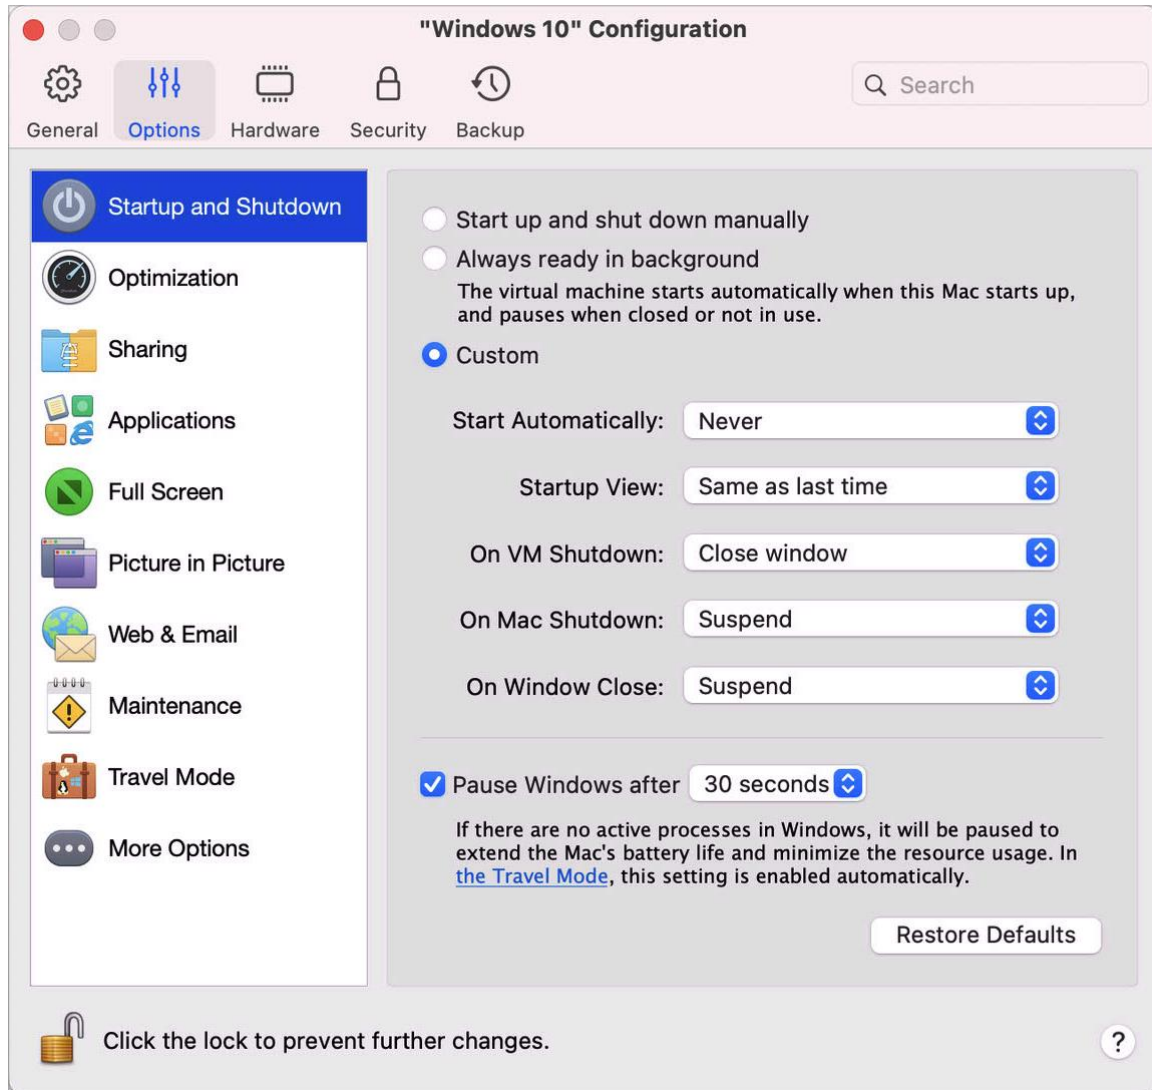 "Windows 10" Configuration
General
Options
Hardware
Security
Backup
Search
Startup and Shutdown
Optimization
Sharing
Applications
Full Screen
Picture in Picture
Web & Email
Maintenance
Travel Mode
More Options
Start up and shut down manually
Always ready in background
The virtual machine starts automatically when this Mac starts up,
and pauses when closed or not in use.
Custom
Start Automatically: Never
Startup View: Same as last time
On VM Shutdown: Close window
On Mac Shutdown: Suspend
On Window Close: Suspend
Pause Windows after 30 seconds
If there are no active processes in Windows, it will be paused to
extend the Mac's battery life and minimize the resource usage. In
the Travel Mode, this setting is enabled automatically.
Restore Defaults
Click the lock to prevent further changes.
?